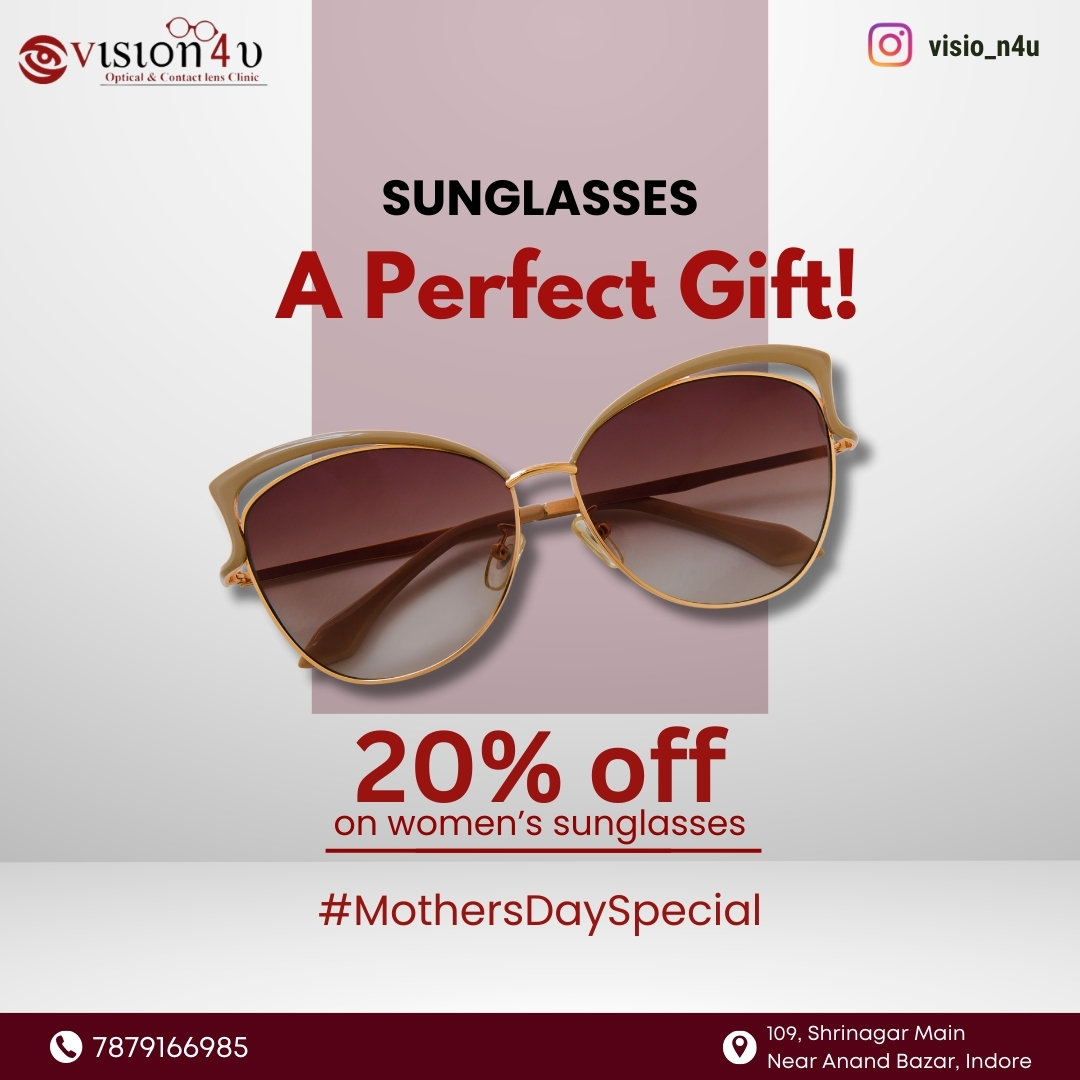 vision4U
Optical & Contact lens Clinic
visio_n4u
SUNGLASSES
A Perfect Gift!
20% off
on women's sunglasses
#MothersDaySpecial
7879166985
109, Shrinagar Main
Near Anand Bazar, Indore